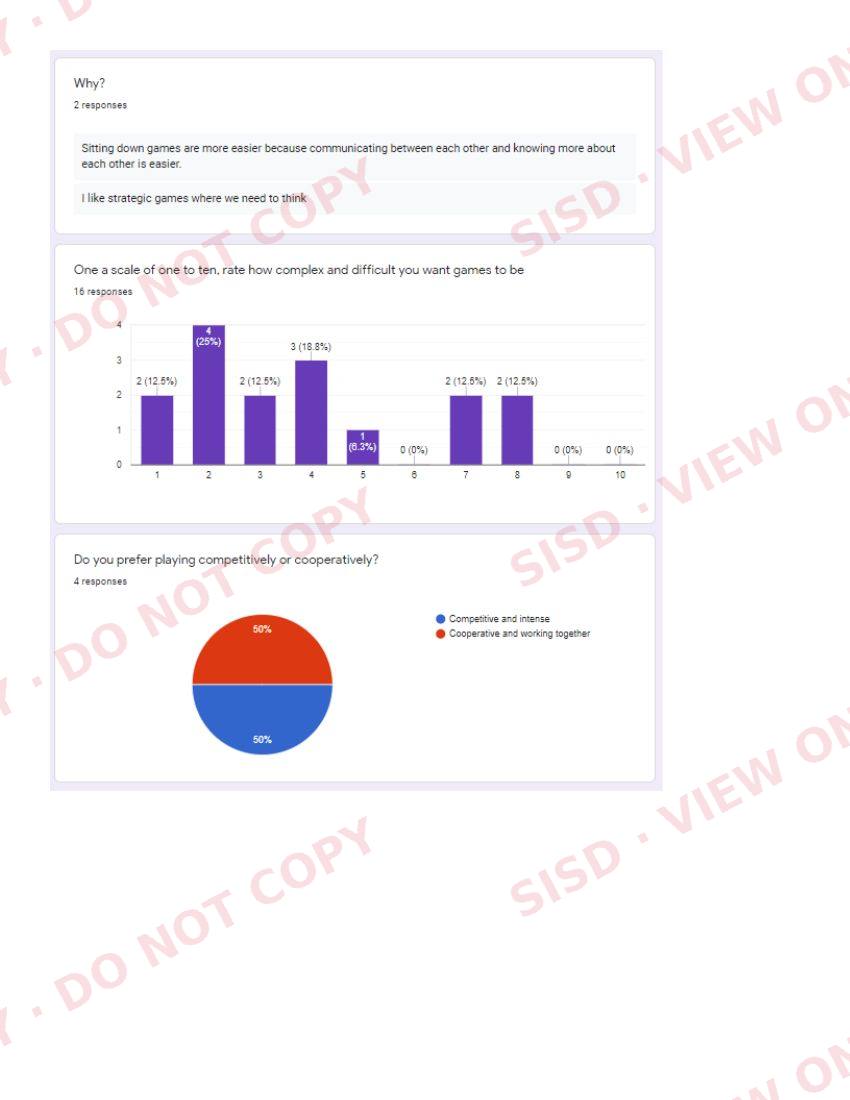 Why?
2 responses
Sitting down games are more easier because communicating between each other and knowing more about
each other is easier.
I like strategic games where we need to think
One a scale of one to ten, rate how complex and difficult you want games to be
16 responses
4
3
2
1
0
2 (12.5%)
4
(25%)
2 (12.5%)
3 (18.8%)
1
(6.3%)
0 (0%)
2 (12.5%)
2 (12.5%)
0 (0%)
0 (0%)
1 2 3 4 5 6 7 8 9 10
Do you prefer playing competitively or cooperatively?
4 responses
50%
50%
Competitive and intense
Cooperative and working together
SISD · VIEW ON
Y · DO NOT COPY
SISD · VIEW ON
Y · DO NOT COPY
SISD · VIEW ON
Y · DO NOT COPY